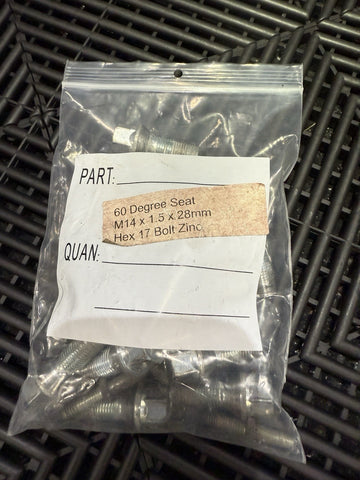 PART:
60 Degree Seat
M14 x 1.5 x 28mm
Hex 17 Bolt Zinc
QUAN: